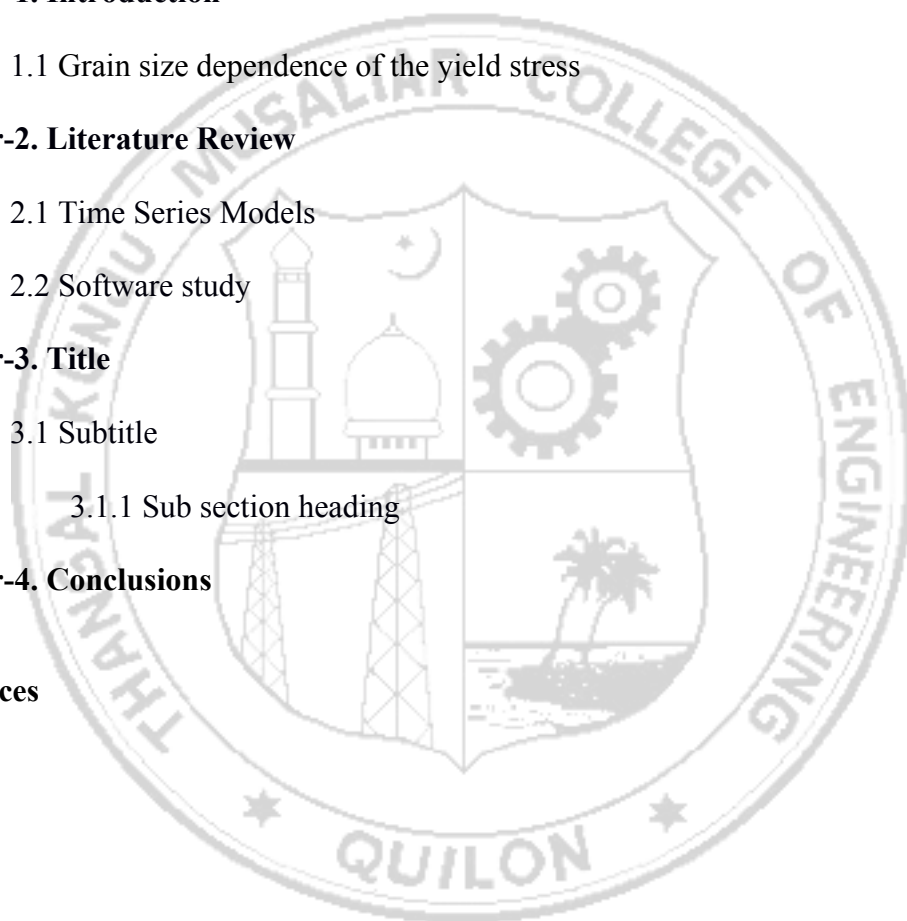 1. Introduction
1.1 Grain size dependence of the yield stress
r-2. Literature Review
2.1 Time Series Models
2.2 Software study
r-3. Title
3.1 Subtitle
3.1.1 Sub section heading
r-4. Conclusions
ces
THANGAL KUNJU MUSALIAR COLLEGE OF ENGINEERING
QUILON